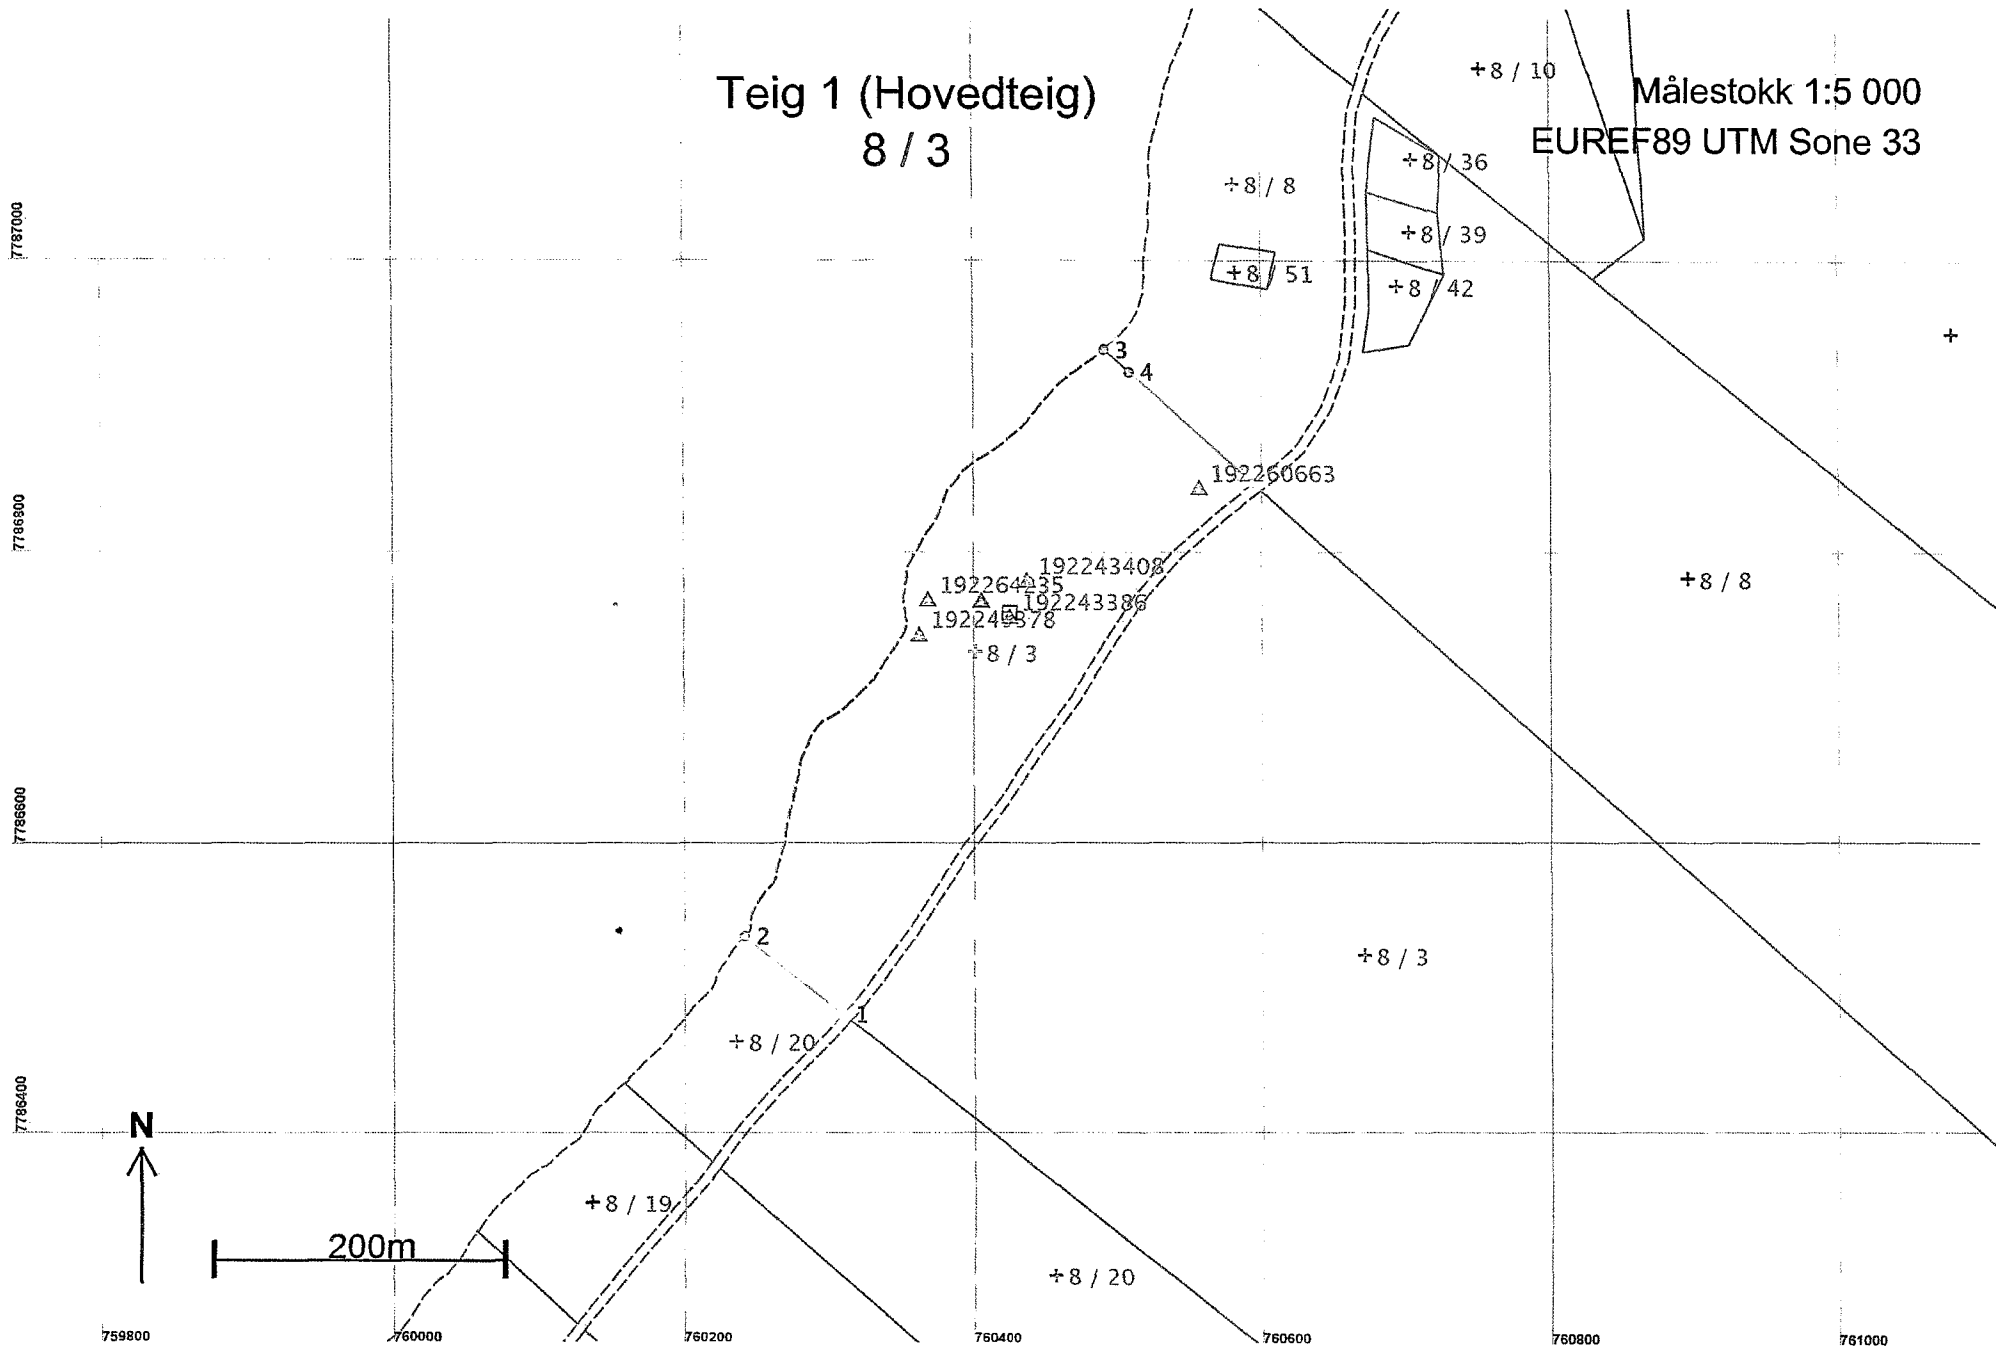 Teig 1 (Hovedteig)
8 / 3
Målestokk 1:5 000
EUREF89 UTM Sone 33
+8 / 10
+8 / 36
+8 / 8
+8 / 39
+8 / 51
+8 / 42
7787000
3
4
192260663
7786800
192243408
192264235
192243386
+8 / 8
+8 / 3
7786600
2
+8 / 3
1
+8 / 20
7786400
N
+8 / 19
200m
+8 / 20
759800
760000
760200
760400
760600
760800
761000